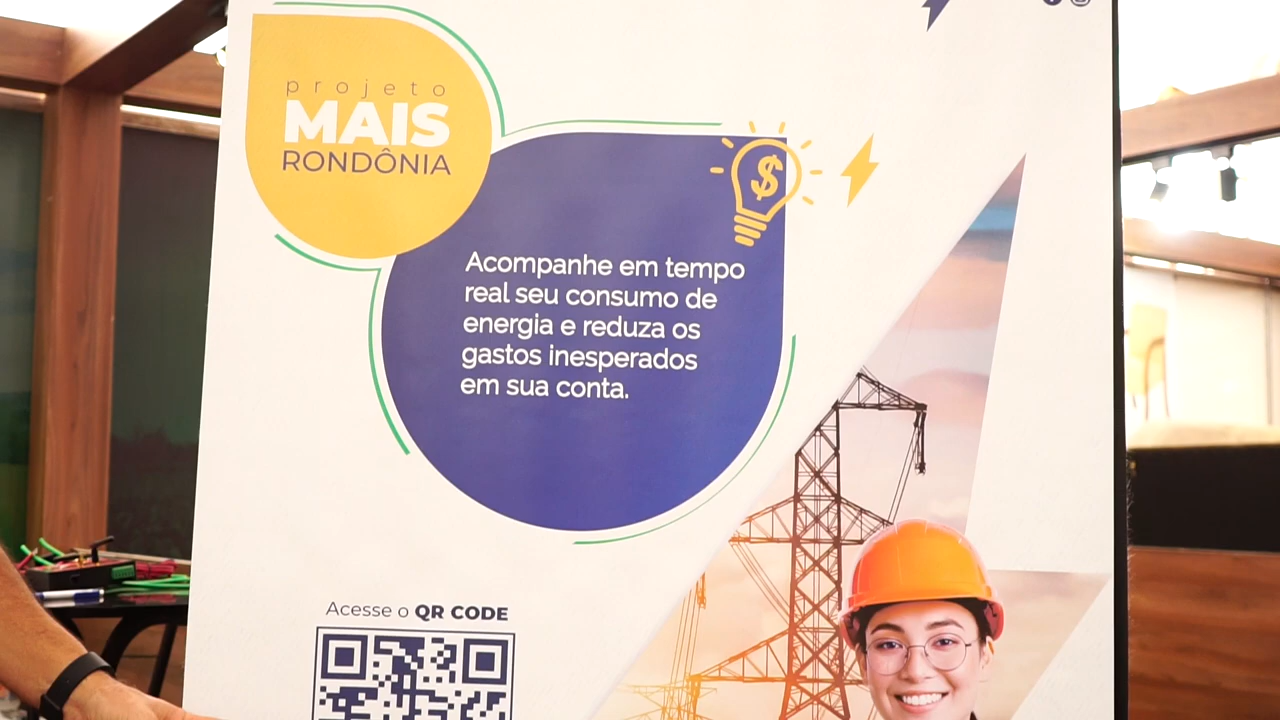 projeto
MAIS
RONDÔNIA
$
Acompanhe em tempo
real seu consumo de
energia e reduza os
gastos inesperados
em sua conta.
Acesse o QR CODE